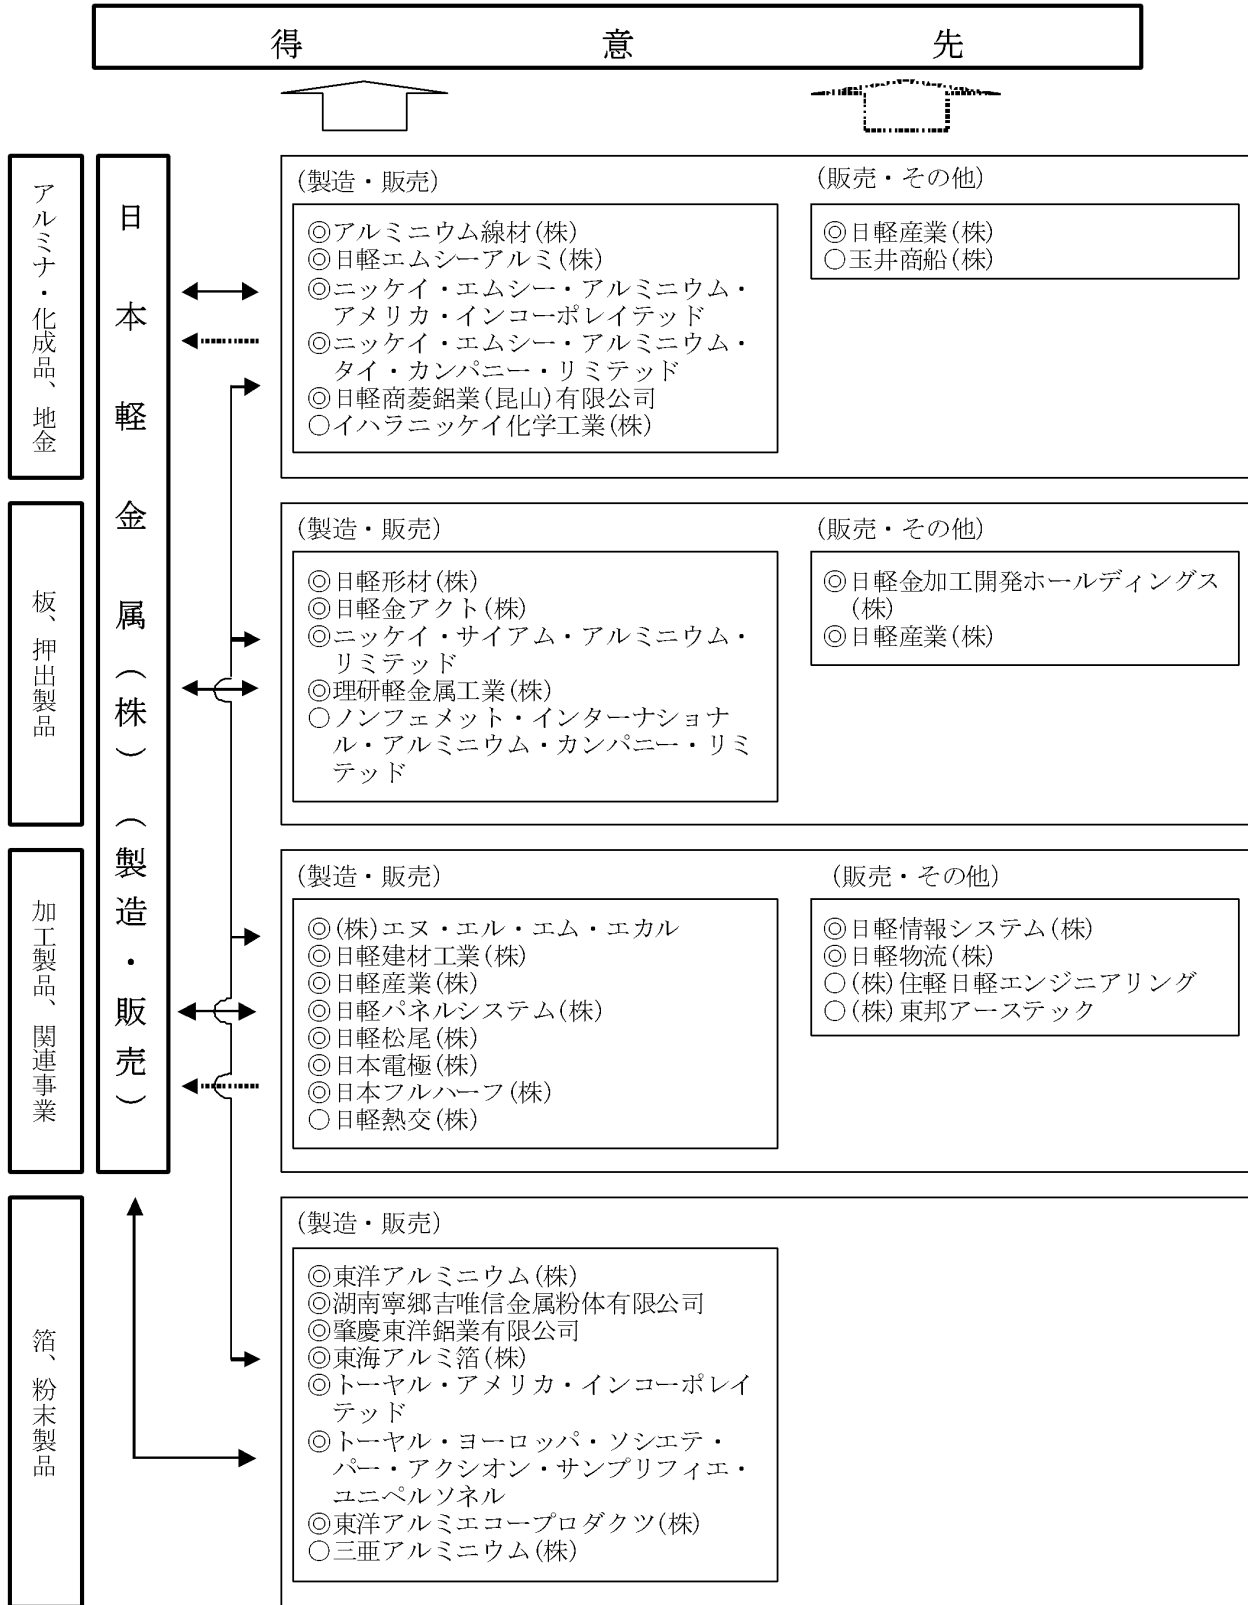 得意先
アルミナ・化成品、地金
日本軽金属(株)(製造・販売)
(製造・販売)
◎アルミニウム線材(株)
◎日軽エムシーアルミ(株)
◎ニッケイ・エムシー・アルミニウム・
アメリカ・インコーポレイテッド
◎ニッケイ・エムシー・アルミニウム・
タイ・カンパニー・リミテッド
◎日軽商菱鋁業(昆山)有限公司
○イハラニッケイ化学工業(株)
(販売・その他)
◎日軽産業(株)
○玉井商船(株)
板、押出製品
(製造・販売)
◎日軽形材(株)
◎日軽金アクト(株)
◎ニッケイ・サイアム・アルミニウム・
リミテッド
◎理研軽金属工業(株)
○ノンフェメット・インターナショナ
ル・アルミニウム・カンパニー・リミ
テッド
(販売・その他)
◎日軽金加工開発ホールディングス
(株)
◎日軽産業(株)
加工製品、関連事業
(製造・販売)
◎(株)エヌ・エル・エム・エカル
◎日軽建材工業(株)
◎日軽産業(株)
◎日軽パネルシステム(株)
◎日軽松尾(株)
◎日本電極(株)
◎日本フルハーフ(株)
○日軽熱交(株)
(販売・その他)
◎日軽情報システム(株)
◎日軽物流(株)
○(株)住軽日軽エンジニアリング
○(株)東邦アーステック
箔、粉末製品
(製造・販売)
◎東洋アルミニウム(株)
◎湖南寧郷吉唯信金属粉体有限公司
◎肇慶東洋鋁業有限公司
◎東海アルミ箔(株)
◎トーヤル・アメリカ・インコーポレイ
テッド
◎トーヤル・ヨーロッパ・ソシエテ・
パー・アクシオン・サンプリフィエ・
ユニペルソネル
◎東洋アルミエコープロダクツ(株)
○三亜アルミニウム(株)